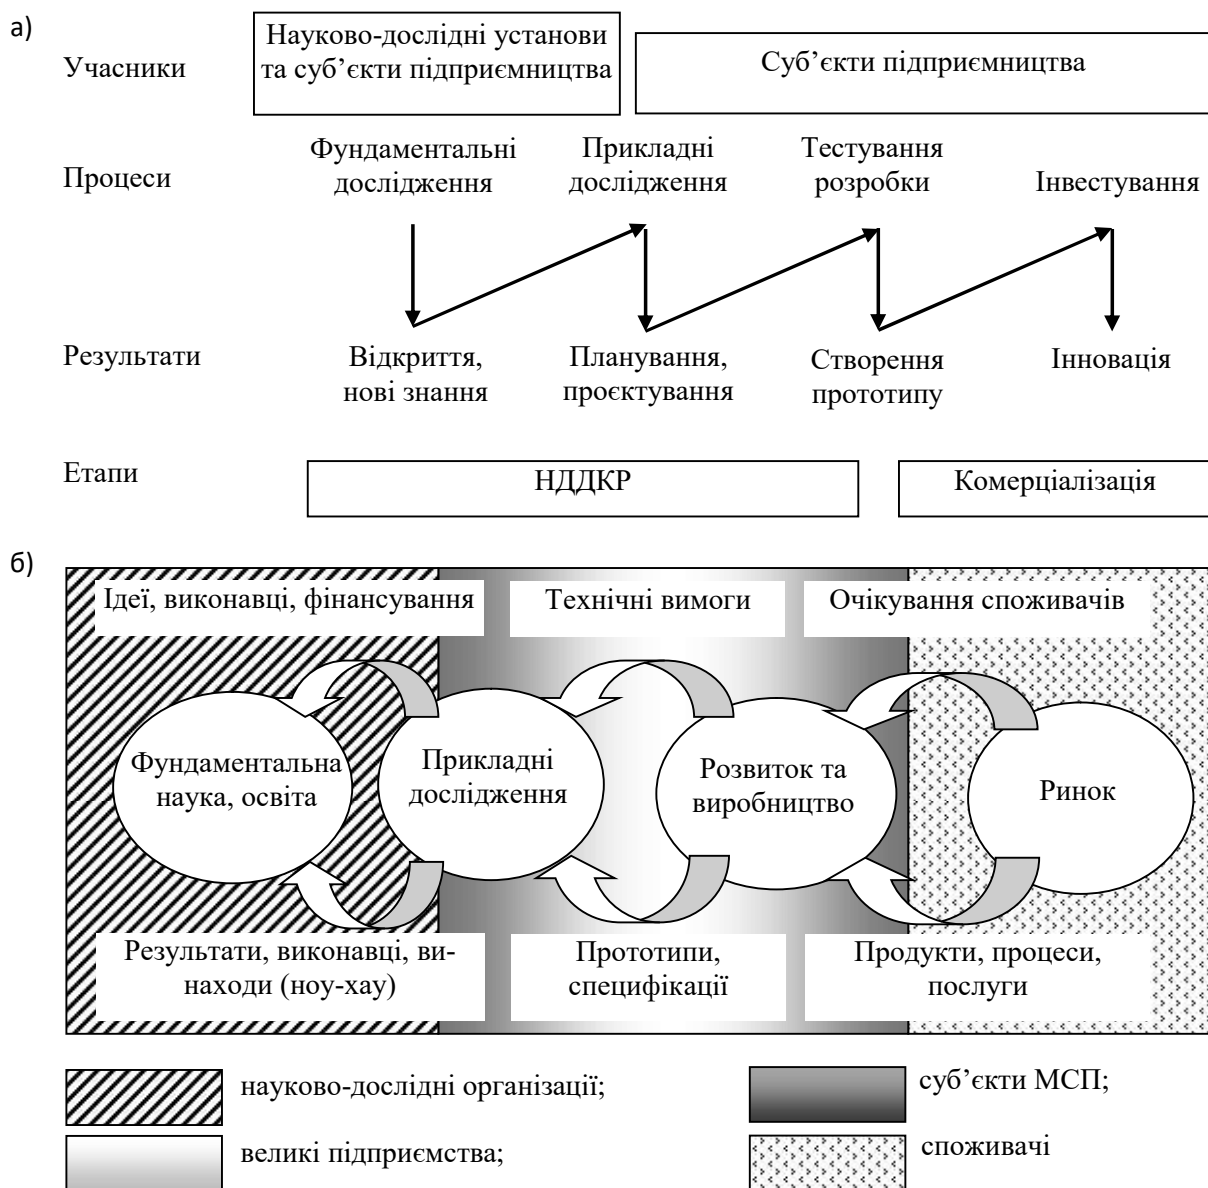 а)
Учасники
Науково-дослідні установи
та суб’єкти підприємництва
Суб’єкти підприємництва
Процеси
Фундаментальні
дослідження
Прикладні
дослідження
Тестування
розробки
Інвестування
Результати
Відкриття,
нові знання
Планування,
проєктування
Створення
прототипу
Інновація
Етапи
НДДКР
Комерціалізація
б)
Ідеї, виконавці, фінансування
Технічні вимоги
Очікування споживачів
Фундаментальна
наука, освіта
Прикладні
дослідження
Розвиток та
виробництво
Ринок
Результати, виконавці, ви-
находи (ноу-хау)
Прототипи,
специфікації
Продукти, процеси,
послуги
науково-дослідні організації;
суб’єкти МСП;
великі підприємства;
споживачі